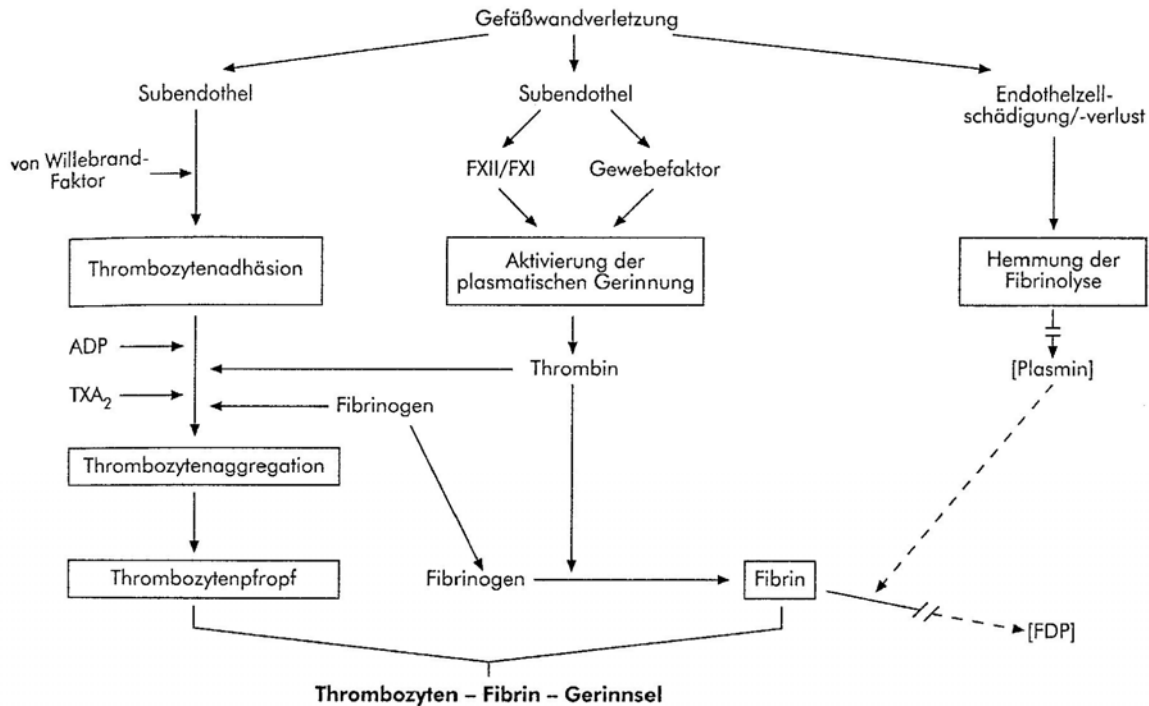 Gefäßwandverletzung
Subendothel
Subendothel
Endothelzell-
schädigung/-verlust
von Willebrand-
Faktor
FXII/FXI
Gewebefaktor
Thrombozytenadhäsion
Aktivierung der
plasmatischen Gerinnung
Hemmung der
Fibrinolyse
ADP
Thrombin
[Plasmin]
TXA₂
Fibrinogen
Thrombozytenaggregation
Thrombozytenpfropf
Fibrinogen
Fibrin
[FDP]
Thrombozyten – Fibrin – Gerinnsel